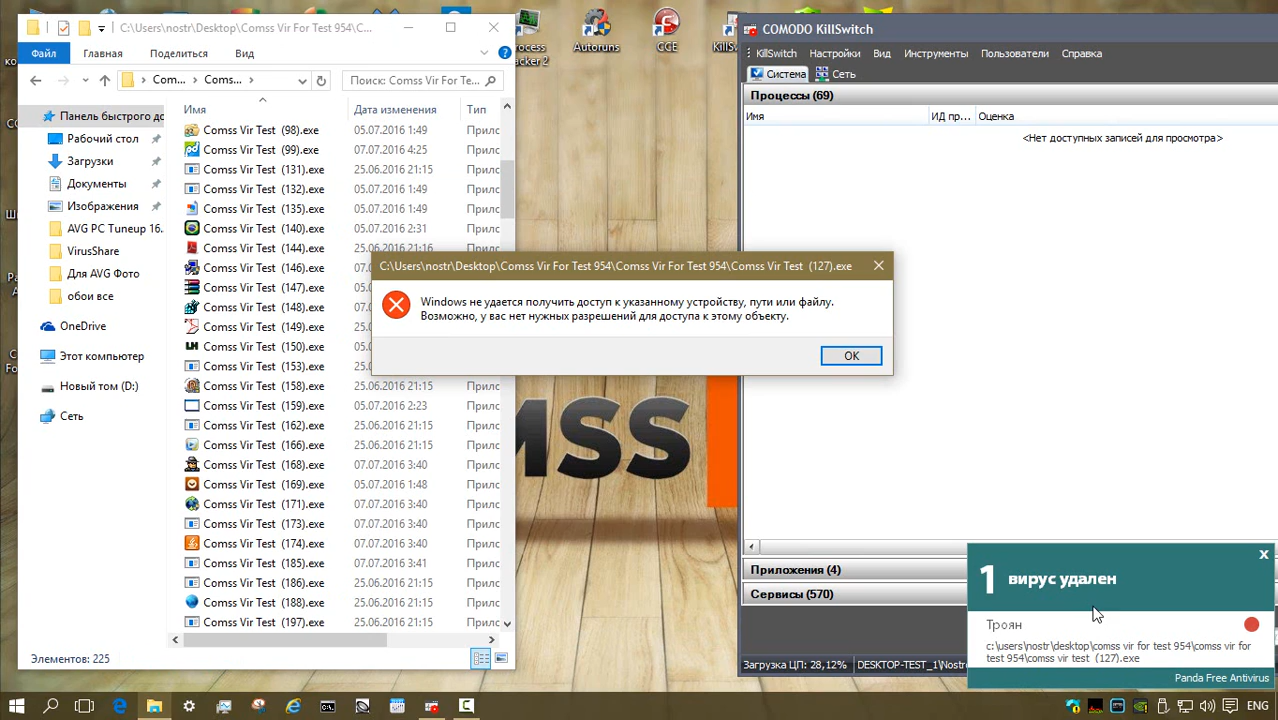 C:\Users\nostr\Desktop\Comss Vir For Test 954\C...
Файл Главная Поделиться Вид
Com... Coms... Поиск: Comss Vir For Te...
Панель быстрого до
Рабочий стол
Загрузки
Документы
Изображения
AVG PC Tuneup 16.
VirusShare
Для AVG Фото
обои все
OneDrive
Этот компьютер
Новый том (D:)
Сеть
Имя Дата изменения Тип
Comss Vir Test (98).exe 05.07.2016 1:49 Прилс
Comss Vir Test (99).exe 05.07.2016 4:25 Прилс
Comss Vir Test (131).exe 25.06.2016 21:15 Прилс
Comss Vir Test (132).exe 05.07.2016 1:49 Прилс
Comss Vir Test (135).exe 05.07.2016 1:49 Прилс
Comss Vir Test (140).exe 05.07.2016 2:31 Прилс
Comss Vir Test (144).exe 25.06.2016 21:16 Прилс
Comss Vir Test (146).exe
Comss Vir Test (147).exe
Comss Vir Test (148).exe
Comss Vir Test (149).exe
Comss Vir Test (150).exe
Comss Vir Test (153).exe
Comss Vir Test (158).exe 25.06.2016 21:15 Прилс
Comss Vir Test (159).exe 05.07.2016 2:23 Прилс
Comss Vir Test (162).exe 25.06.2016 21:15 Прилс
Comss Vir Test (166).exe 25.06.2016 21:15 Прилс
Comss Vir Test (168).exe 07.07.2016 3:40 Прилс
Comss Vir Test (169).exe 05.07.2016 1:48 Прилс
Comss Vir Test (171).exe 07.07.2016 3:40 Прилс
Comss Vir Test (173).exe 07.07.2016 3:40 Прилс
Comss Vir Test (174).exe 07.07.2016 3:40 Прилс
Comss Vir Test (185).exe 07.07.2016 3:41 Прилс
Comss Vir Test (186).exe 25.06.2016 21:15 Прилс
Comss Vir Test (188).exe 25.06.2016 21:15 Прилс
Comss Vir Test (197).exe 25.06.2016 21:15 Прилс
Элементов: 225
Autoruns
CCE
MSS
COMODO KillSwitch
KillSwitch Настройки Вид Инструменты Пользователи Справка
Система Сеть
Процессы (69)
Имя ИД пр... Оценка
<Нет доступных записей для просмотра>
Приложения (4)
Сервисы (570)
Загрузка ЦП: 28,12% DESKTOP-TEST_1\Nostr
C:\Users\nostr\Desktop\Comss Vir For Test 954\Comss Vir For Test 954\Comss Vir Test (127).exe
Windows не удается получить доступ к указанному устройству, пути или файлу.
Возможно, у вас нет нужных разрешений для доступа к этому объекту.
OK
1 вирус удален x
Троян
c:\users\nostr\desktop\comss vir for test 954\comss vir for
test 954\comss vir test (127).exe
Panda Free Antivirus
ENG